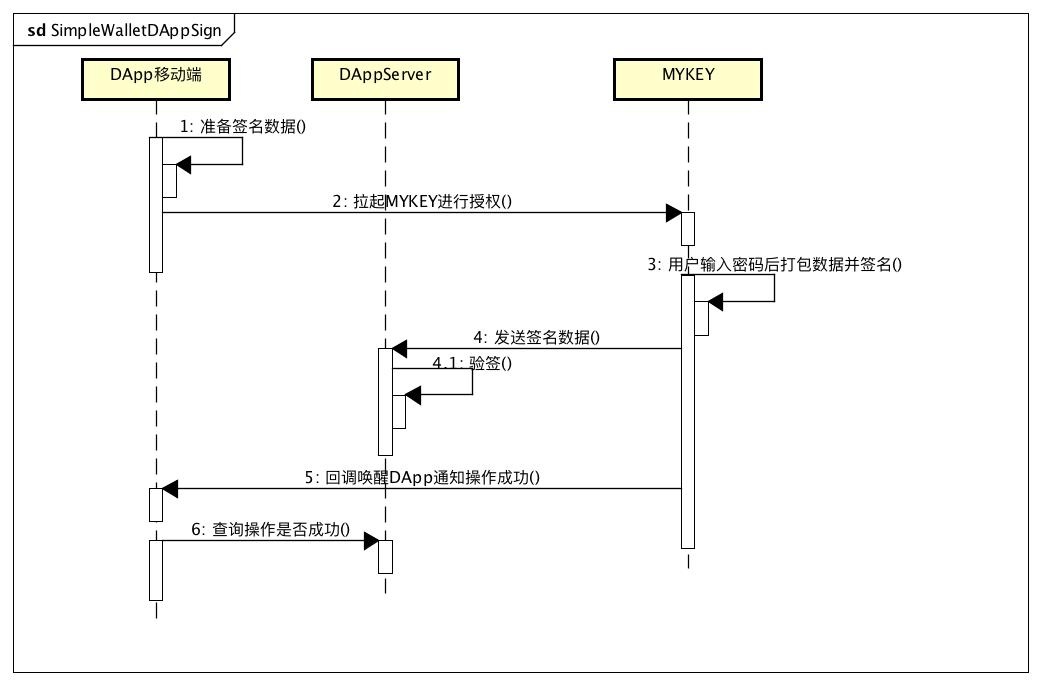 sd SimpleWalletDAppSign
DApp移动端
DAppServer
MYKEY
1: 准备签名数据()
2: 拉起MYKEY进行授权()
3: 用户输入密码后打包数据并签名()
4: 发送签名数据()
4.1: 验签()
5: 回调唤醒DApp通知操作成功()
6: 查询操作是否成功()